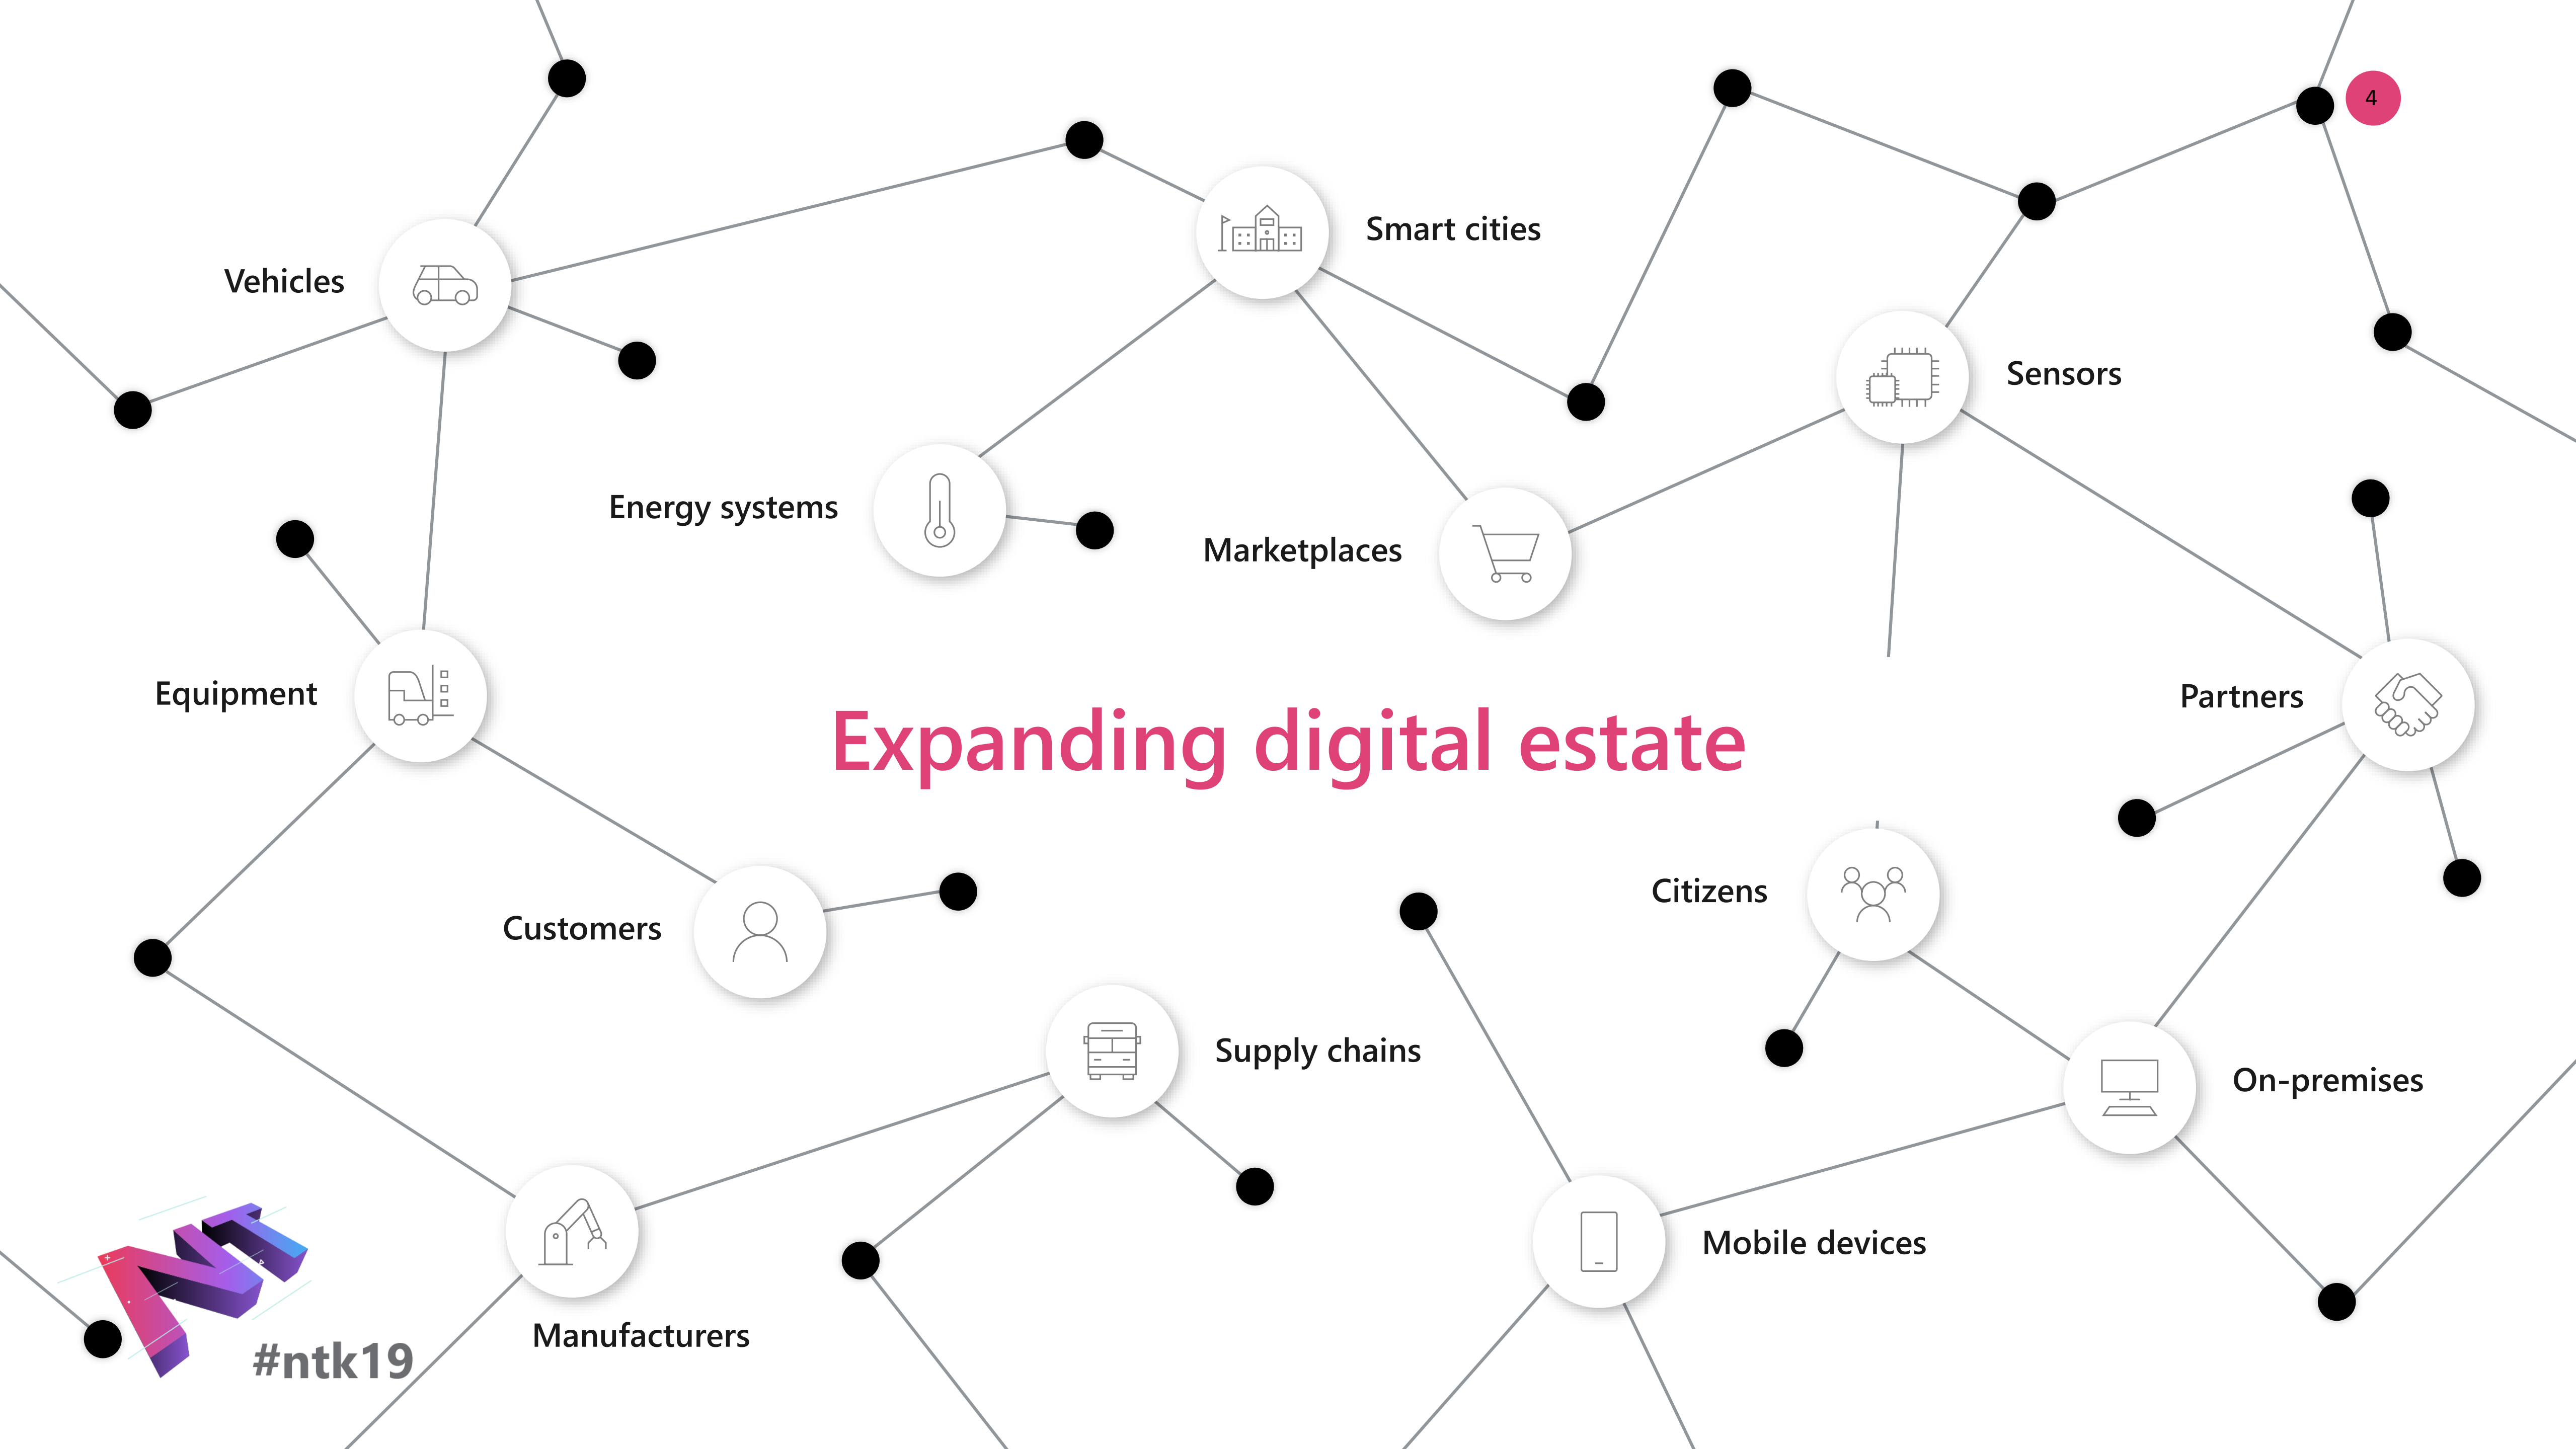 4
Smart cities
Vehicles
Sensors
Energy systems
Marketplaces
Equipment
Partners
Expanding digital estate
Citizens
Customers
Supply chains
On-premises
Mobile devices
Manufacturers
NT
#ntk19